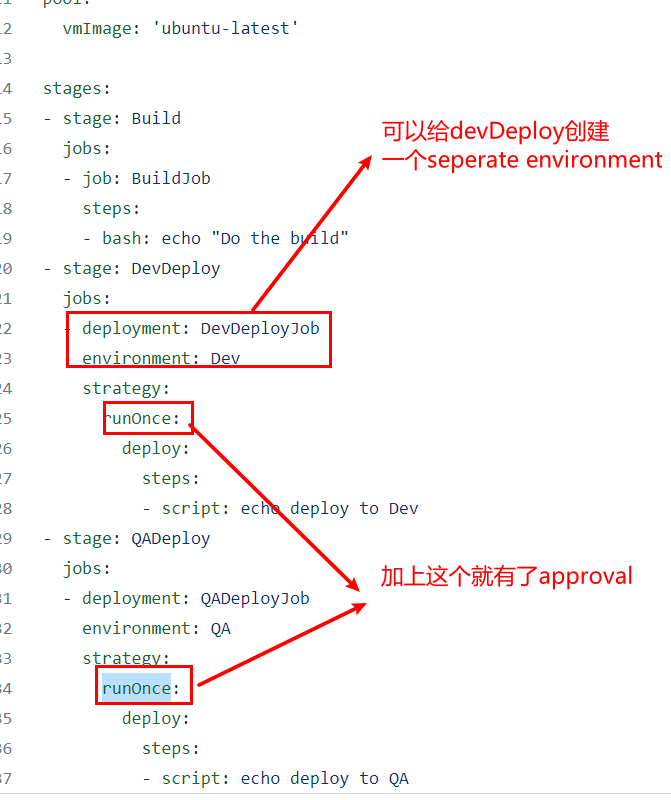 11 pool:
12 vmImage: 'ubuntu-latest'
13
14 stages:
15 - stage: Build
16 jobs:
17 - job: BuildJob
18 steps:
19 - bash: echo "Do the build"
20 - stage: DevDeploy
21 jobs:
22 - deployment: DevDeployJob
23 environment: Dev
24 strategy:
25 runOnce:
26 deploy:
27 steps:
28 - script: echo deploy to Dev
29 - stage: QADeploy
30 jobs:
31 - deployment: QADeployJob
32 environment: QA
33 strategy:
34 runOnce:
35 deploy:
36 steps:
37 - script: echo deploy to QA
可以给devDeploy创建
一个seperate environment
加上这个就有了approval